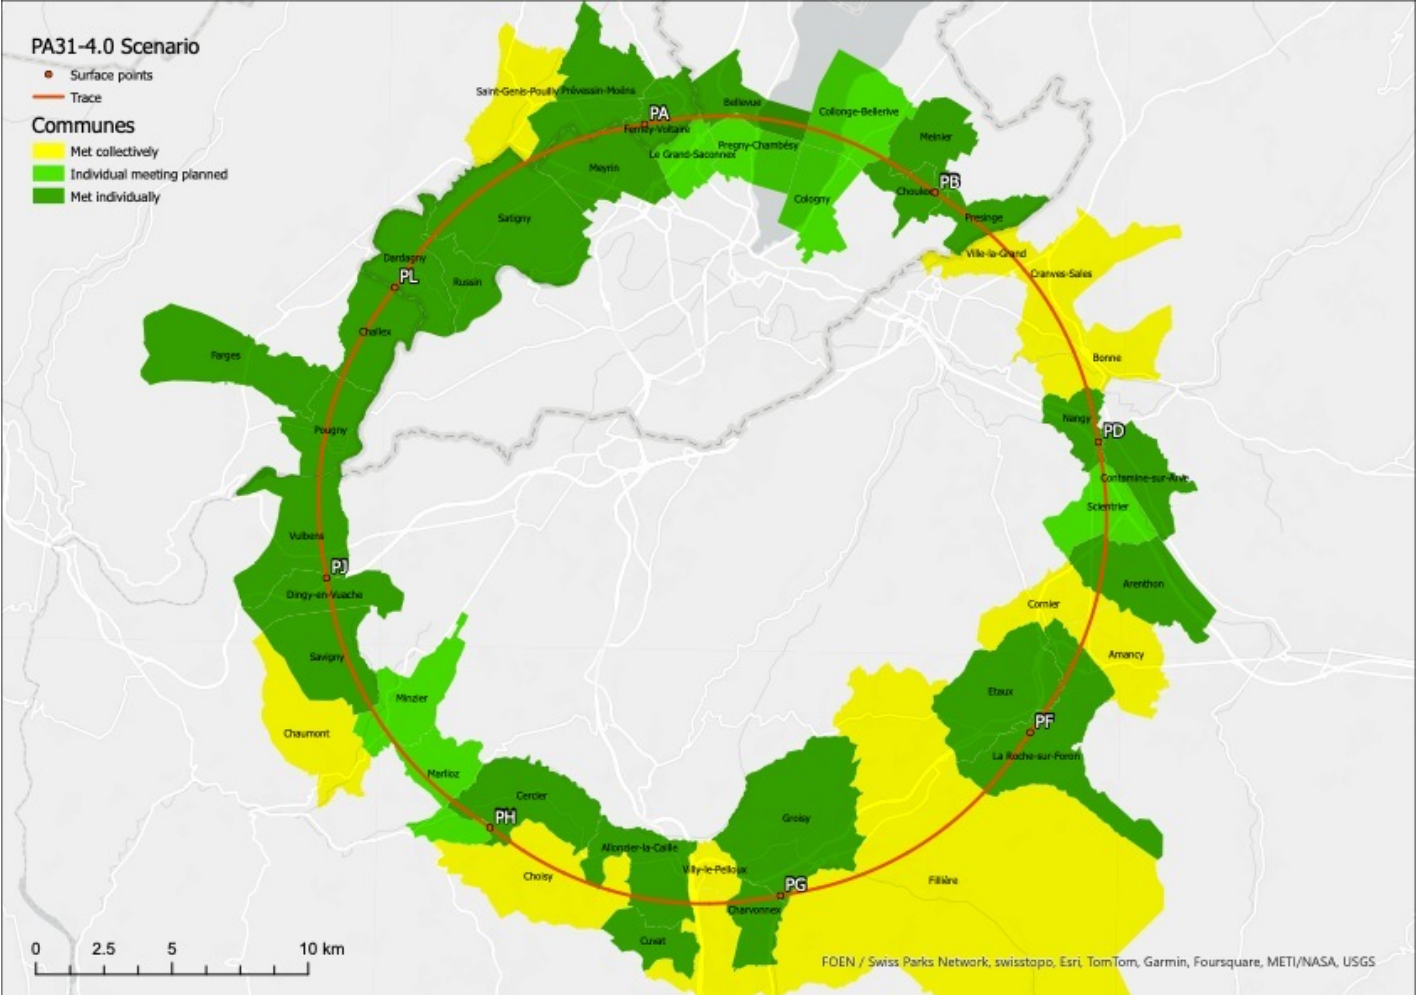 PA31-4.0 Scenario
Surface points
Trace
Communes
Met collectively
Individual meeting planned
Met individually
Saint-Genis-Pouilly
Prévessin-Moëns
PA
Ferney-Voltaire
Bellevue
Collonge-Bellerive
Meinier
Le Grand-Saconnex
Pregny-Chambésy
Meyrin
Choulex
PB
Cologny
Presinge
Satigny
Ville-la-Grand
Dardagny
PL
Russin
Cranves-Sales
Challex
Farges
Bonne
Pougny
Nangy
PD
Contamine-sur-Arve
Scientrier
Vulbens
PJ
Dingy-en-Vuache
Arenthon
Cornier
Savigny
Amancy
Minzier
Etaux
Chaumont
PF
La Roche-sur-Foron
Marlioz
Cercier
PH
Groisy
Allonzier-la-Caille
Villy-le-Pelloux
Choisy
PG
Fillière
Charvonnex
Cuvat
0 2.5 5 10 km
FOEN / Swiss Parks Network, swisstopo, Esri, TomTom, Garmin, Foursquare, METI/NASA, USGS